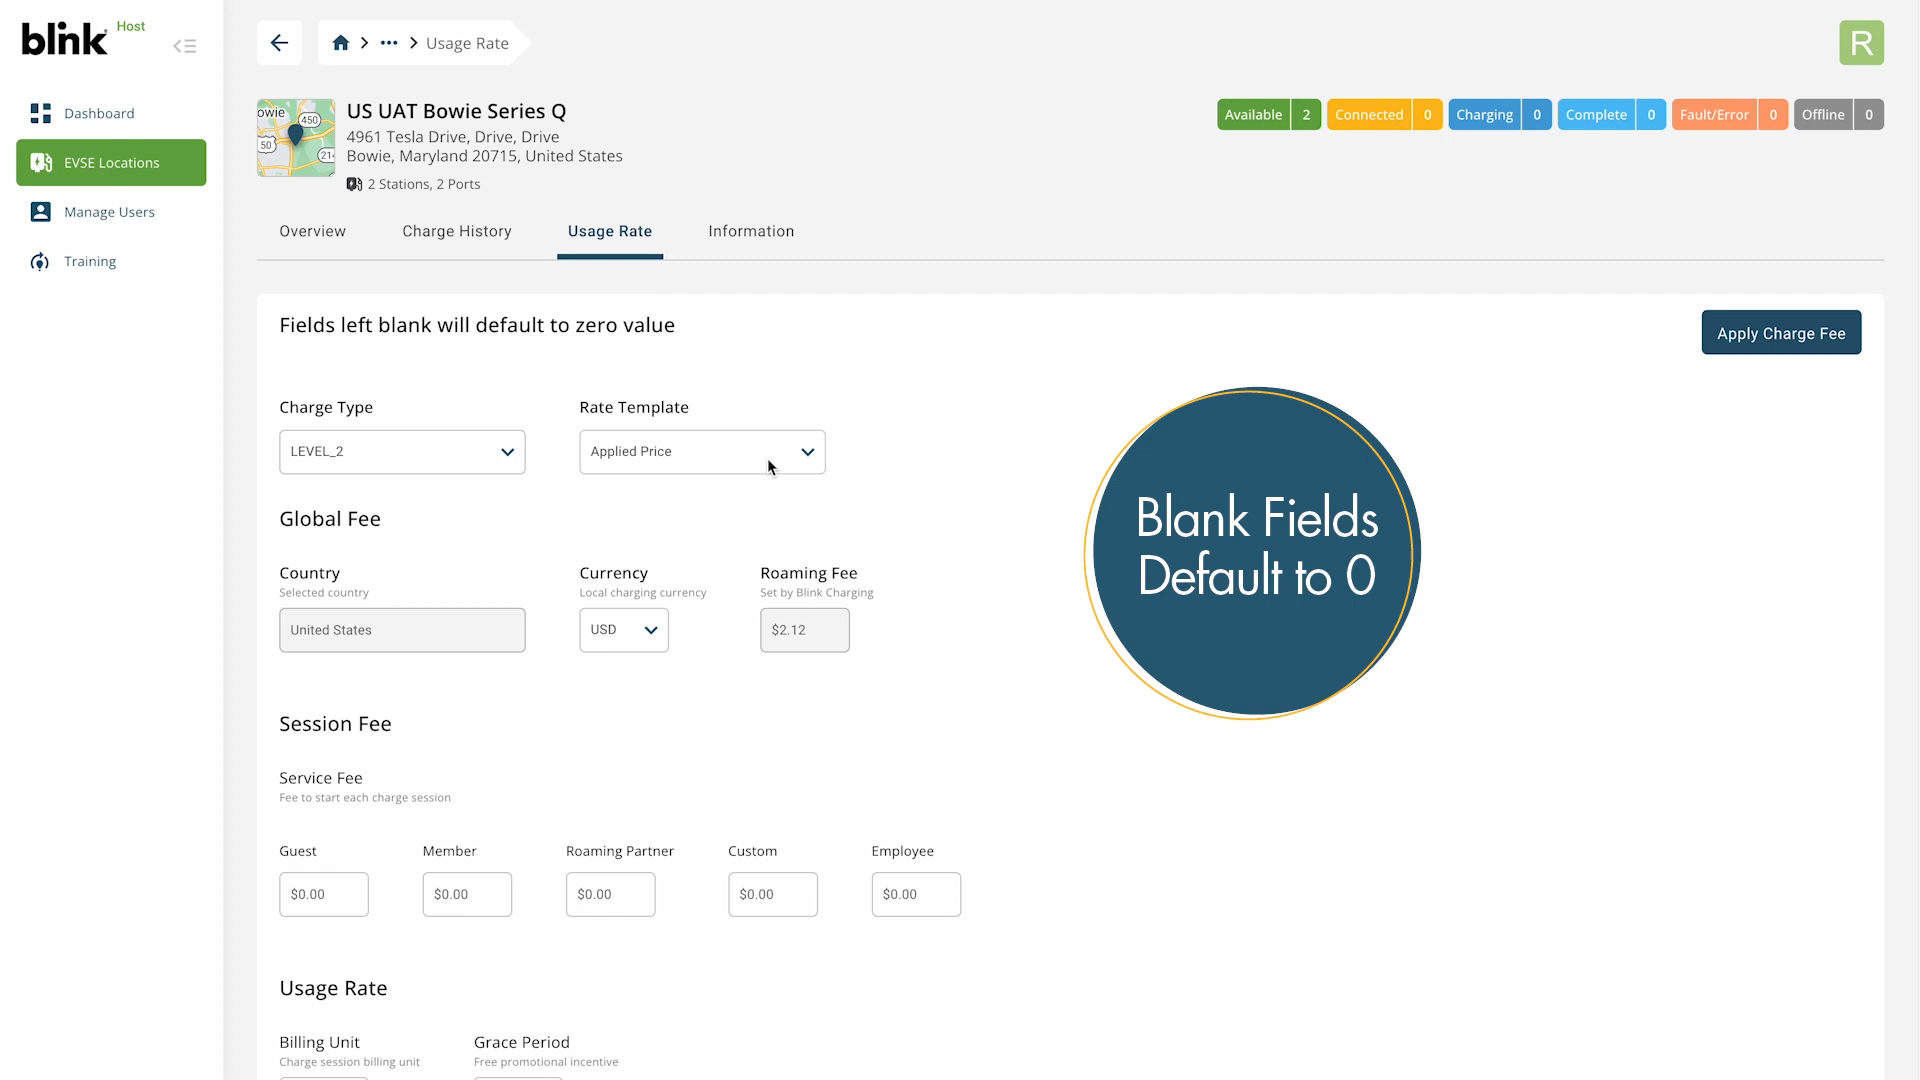 blink Host
Dashboard
EVSE Locations
Manage Users
Training
Usage Rate
R
owie
450
50
214
US UAT Bowie Series Q
4961 Tesla Drive, Drive, Drive
Bowie, Maryland 20715, United States
2 Stations, 2 Ports
Available 2
Connected 0
Charging 0
Complete 0
Fault/Error 0
Offline 0
Overview Charge History Usage Rate Information
Fields left blank will default to zero value
Apply Charge Fee
Charge Type Rate Template
LEVEL_2 Applied Price
Global Fee
Country Currency Roaming Fee
Selected country Local charging currency Set by Blink Charging
United States USD $2.12
Blank Fields
Default to 0
Session Fee
Service Fee
Fee to start each charge session
Guest Member Roaming Partner Custom Employee
$0.00 $0.00 $0.00 $0.00 $0.00
Usage Rate
Billing Unit Grace Period
Charge session billing unit Free promotional incentive